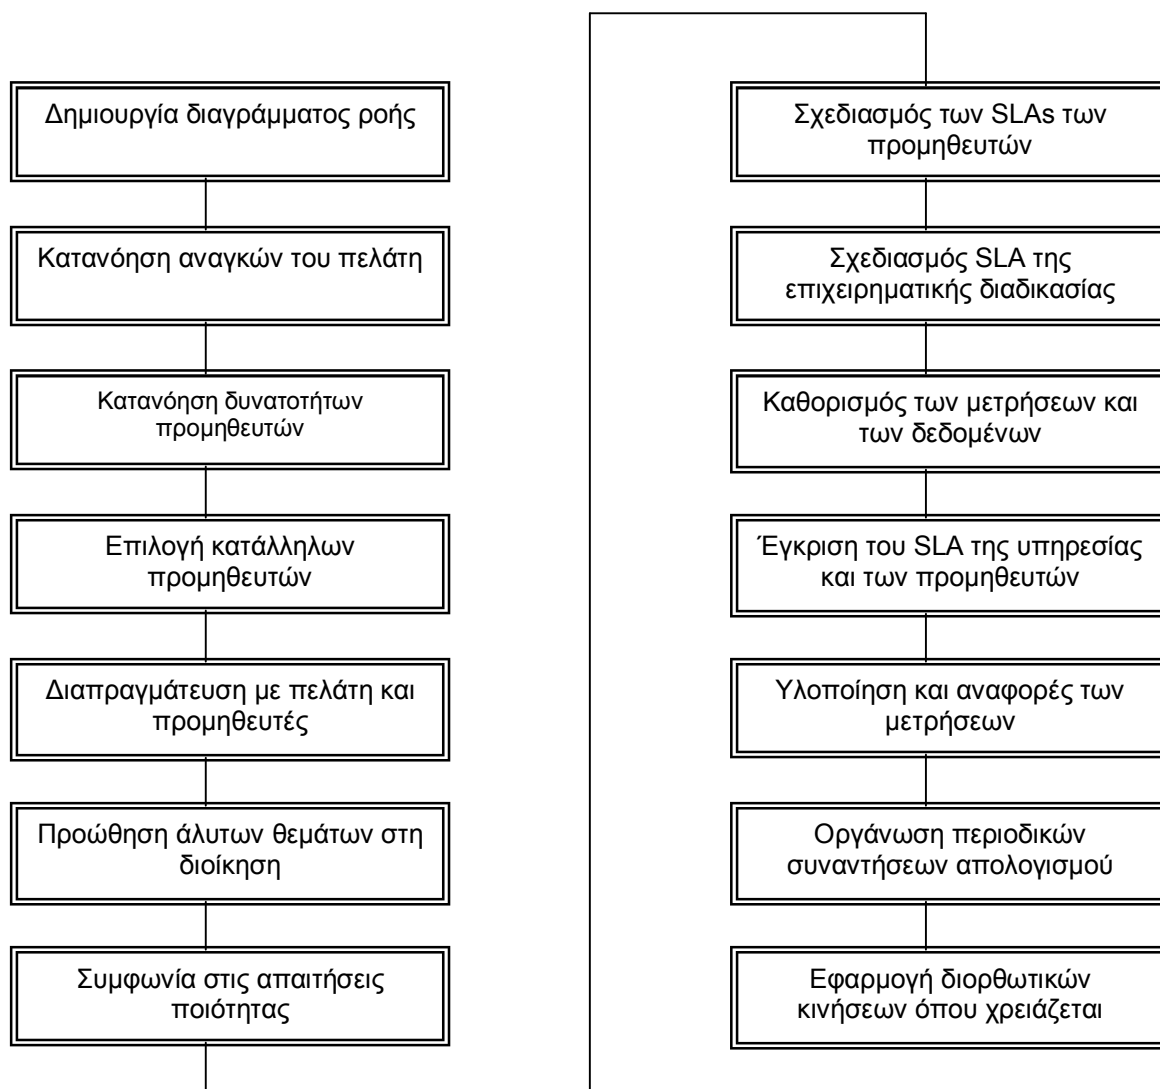 Δημιουργία διαγράμματος ροής
Κατανόηση αναγκών του πελάτη
Κατανόηση δυνατοτήτων
προμηθευτών
Επιλογή κατάλληλων
προμηθευτών
Διαπραγμάτευση με πελάτη και
προμηθευτές
Προώθηση άλυτων θεμάτων στη
διοίκηση
Συμφωνία στις απαιτήσεις
ποιότητας
Σχεδιασμός των SLAs των
προμηθευτών
Σχεδιασμός SLA της
επιχειρηματικής διαδικασίας
Καθορισμός των μετρήσεων και
των δεδομένων
Έγκριση του SLA της υπηρεσίας
και των προμηθευτών
Υλοποίηση και αναφορές των
μετρήσεων
Οργάνωση περιοδικών
συναντήσεων απολογισμού
Εφαρμογή διορθωτικών
κινήσεων όπου χρειάζεται